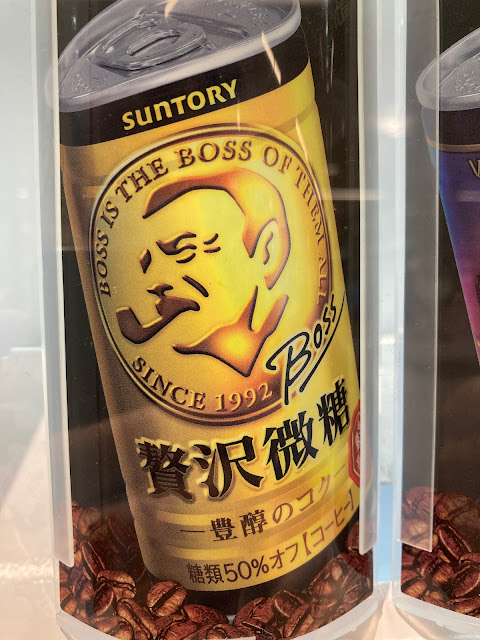 SUNTORY
BOSS IS THE BOSS OF THEM ALL
SINCE 1992
BOSS
贅沢微糖
―豊醇のコク―
糖類50%オフ【コーヒー】